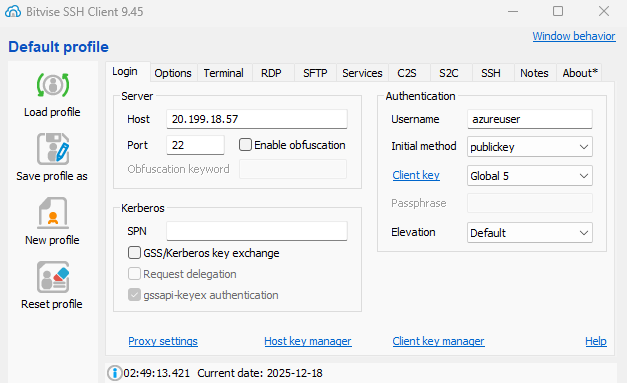 Bitvise SSH Client 9.45
Window behavior
Default profile
Load profile
Save profile as
New profile
Reset profile
Login Options Terminal RDP SFTP Services C2S S2C SSH Notes About*
Server
Host 20.199.18.57
Port 22 Enable obfuscation
Obfuscation keyword
Kerberos
SPN
GSS/Kerberos key exchange
Request delegation
gssapi-keyex authentication
Authentication
Username azureuser
Initial method publickey
Client key Global 5
Passphrase
Elevation Default
Proxy settings Host key manager Client key manager Help
02:49:13.421 Current date: 2025-12-18